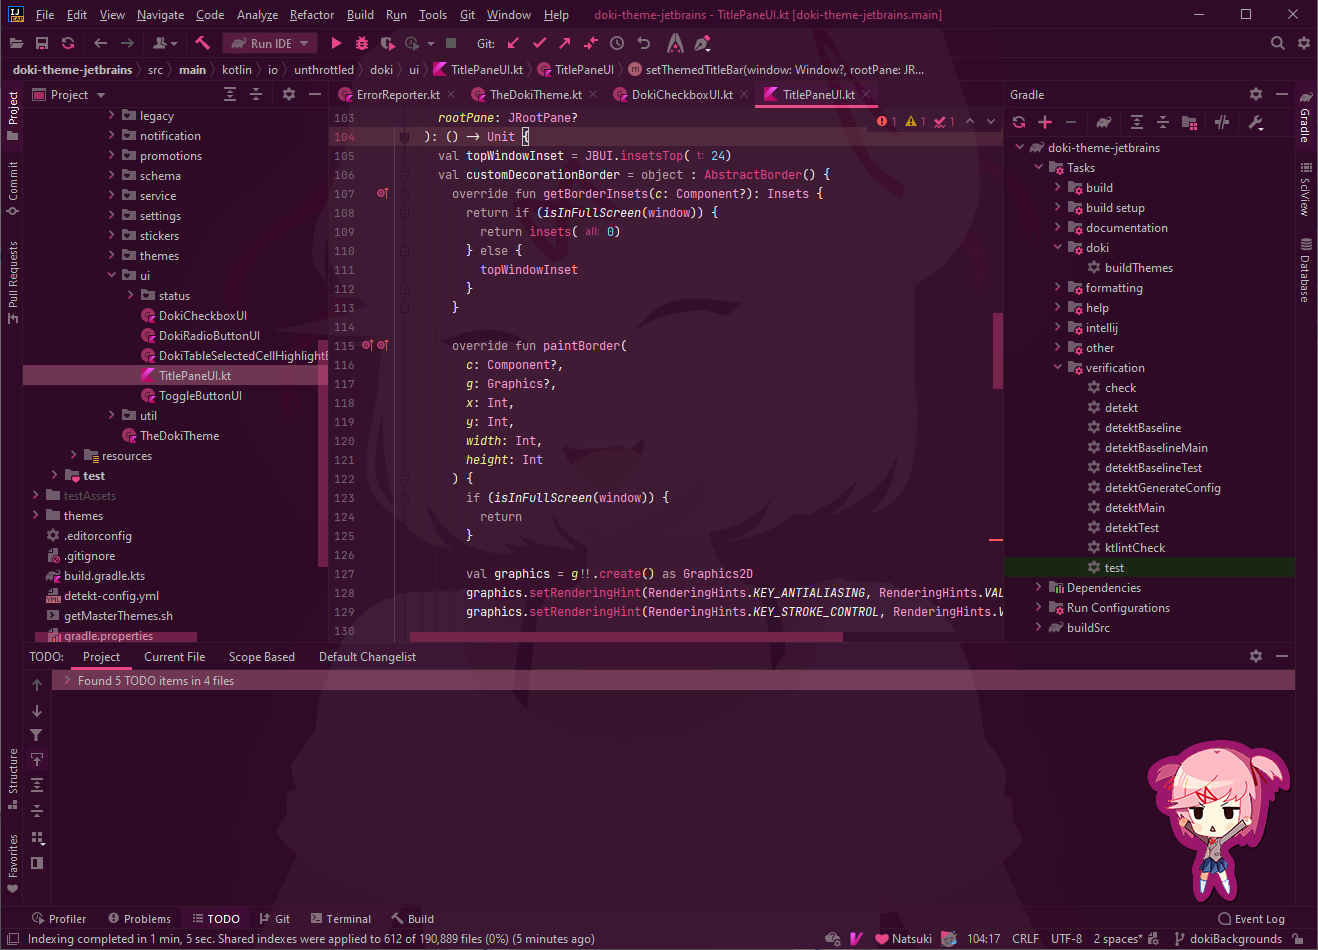 IJ EAP File Edit View Navigate Code Analyze Refactor Build Run Tools Git Window Help doki-theme-jetbrains - TitlePaneUI.kt [doki-theme-jetbrains.main]
Run IDE Git:
doki-theme-jetbrains src main kotlin io unthrottled doki ui TitlePaneUI.kt TitlePaneUI m setThemedTitleBar(window: Window?, rootPane: JR...
Project
Commit
Pull Requests
Structure
Favorites
Project
legacy
notification
promotions
schema
service
settings
stickers
themes
ui
status
DokiCheckboxUI
DokiRadioButtonUI
DokiTableSelectedCellHighlight
TitlePaneUI.kt
ToggleButtonUI
util
TheDokiTheme
resources
test
testAssets
themes
.editorconfig
.gitignore
build.gradle.kts
detekt-config.yml
getMasterThemes.sh
gradle.properties
ErrorReporter.kt TheDokiTheme.kt DokiCheckboxUI.kt TitlePaneUI.kt
1 1 1
103 rootPane: JRootPane?
104 ): () -> Unit {
105 val topWindowInset = JBUI.insetsTop( t: 24)
106 val customDecorationBorder = object : AbstractBorder() {
107 override fun getBorderInsets(c: Component?): Insets {
108 return if (isInFullScreen(window)) {
109 return insets( all: 0)
110 } else {
111 topWindowInset
112 }
113 }
114
115 override fun paintBorder(
116 c: Component?,
117 g: Graphics?,
118 x: Int,
119 y: Int,
120 width: Int,
121 height: Int
122 ) {
123 if (isInFullScreen(window)) {
124 return
125 }
126
127 val graphics = g!!.create() as Graphics2D
128 graphics.setRenderingHint(RenderingHints.KEY_ANTIALIASING, RenderingHints.VAL
129 graphics.setRenderingHint(RenderingHints.KEY_STROKE_CONTROL, RenderingHints.V
130
Gradle
doki-theme-jetbrains
Tasks
build
build setup
documentation
doki
buildThemes
formatting
help
intellij
other
verification
check
detekt
detektBaseline
detektBaselineMain
detektBaselineTest
detektGenerateConfig
detektMain
detektTest
ktlintCheck
test
Dependencies
Run Configurations
buildSrc
Gradle
SciView
Database
TODO: Project Current File Scope Based Default Changelist
Found 5 TODO items in 4 files
Profiler Problems TODO Git Terminal Build Event Log
Indexing completed in 1 min, 5 sec. Shared indexes were applied to 612 of 190,889 files (0%) (5 minutes ago) Natsuki 104:17 CRLF UTF-8 2 spaces* dokiBackgrounds